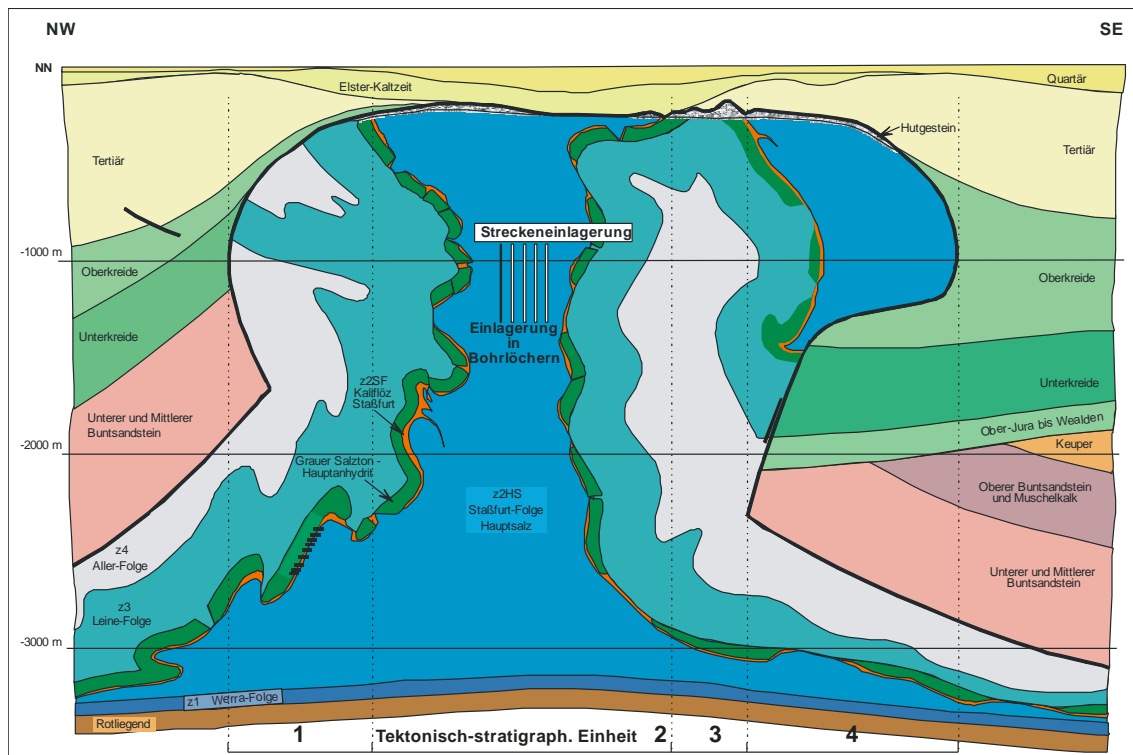 NW
SE
NN
Elster-Kaltzeit
Quartär
Hutgestein
Tertiär
Tertiär
Streckeneinlagerung
-1000 m
Oberkreide
Oberkreide
Unterkreide
Einlagerung
in
Bohrlöchern
z2SF
Kaliflöz
Staßfurt
Unterkreide
Unterer und Mittlerer
Buntsandstein
Ober-Jura bis Wealden
Keuper
-2000 m
Grauer Salzton -
Hauptanhydrit
Oberer Buntsandstein
und Muschelkalk
z2HS
Staßfurt-Folge
Hauptsalz
z4
Aller-Folge
Unterer und Mittlerer
Buntsandstein
z3
Leine-Folge
-3000 m
z1 Werra-Folge
Rotliegend
1 Tektonisch-stratigraph. Einheit 2 3 4